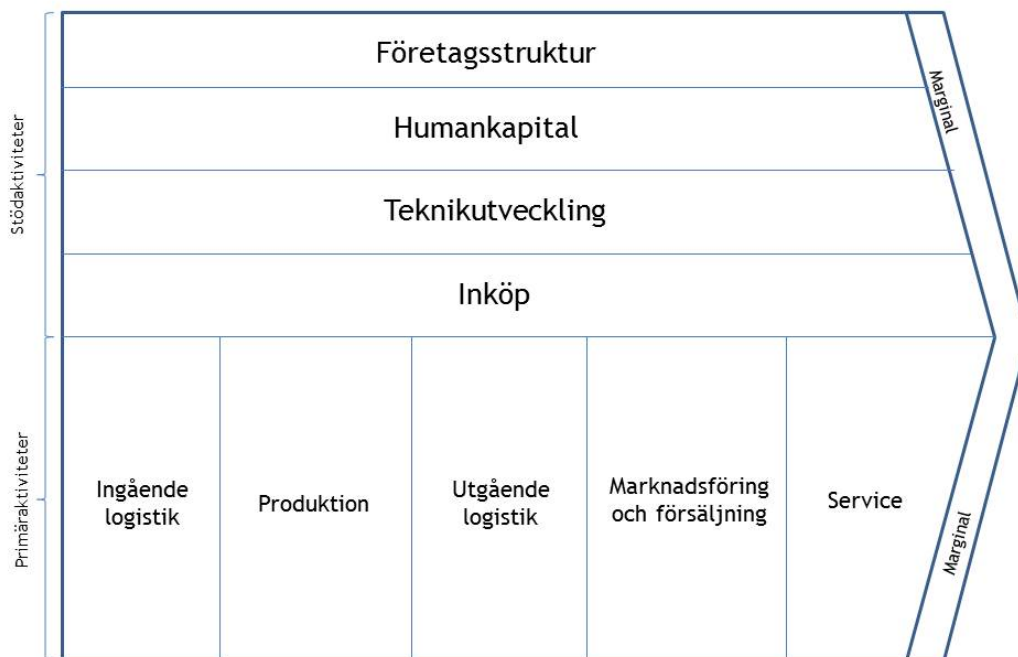 Stödaktiviteter
Företagsstruktur
Marginal
Humankapital
Teknikutveckling
Inköp
Primäraktiviteter
Ingående
logistik
Produktion
Utgående
logistik
Marknadsföring
och försäljning
Service
Marginal